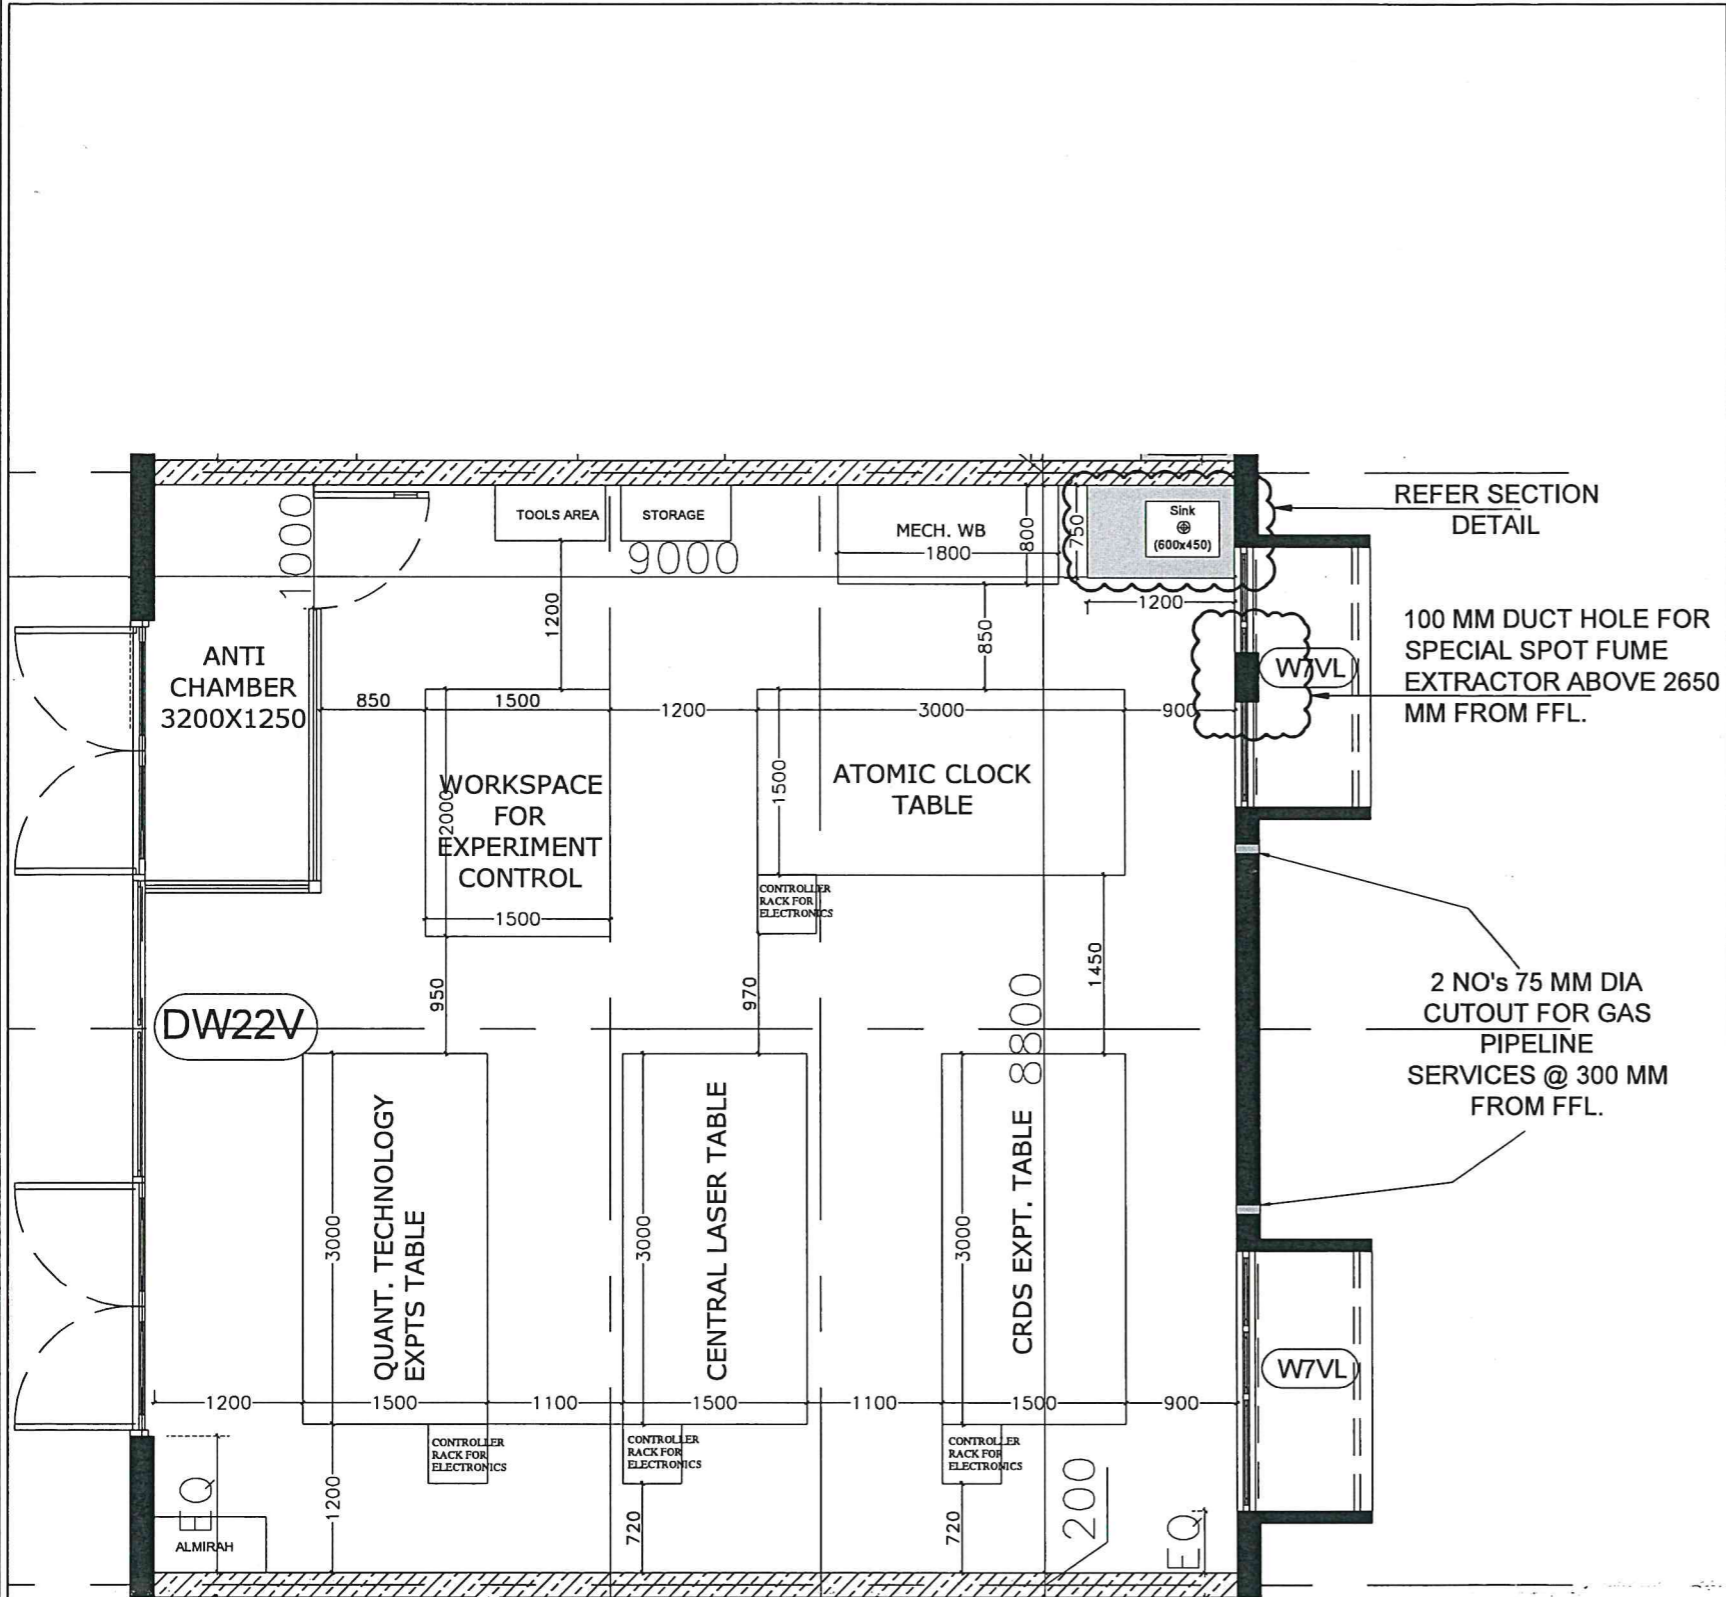 REFER SECTION
DETAIL
1000
TOOLS AREA
STORAGE
9000
MECH. WB
1800
800
750
Sink
(600x450)
1200
1200
850
100 MM DUCT HOLE FOR
SPECIAL SPOT FUME
EXTRACTOR ABOVE 2650
MM FROM FFL.
W7VL
ANTI
CHAMBER
3200X1250
850
1500
1200
3000
900
WORKSPACE
FOR
EXPERIMENT
CONTROL
2000
1500
1500
ATOMIC CLOCK
TABLE
CONTROLLER
RACK FOR
ELECTRONICS
950
970
1450
8800
2 NO's 75 MM DIA
CUTOUT FOR GAS
PIPELINE
SERVICES @ 300 MM
FROM FFL.
DW22V
3000
QUANT. TECHNOLOGY
EXPTS TABLE
3000
CENTRAL LASER TABLE
3000
CRDS EXPT. TABLE
W7VL
1200
1500
1100
1500
1100
1500
900
CONTROLLER
RACK FOR
ELECTRONICS
CONTROLLER
RACK FOR
ELECTRONICS
CONTROLLER
RACK FOR
ELECTRONICS
EQ
ALMIRAH
1200
720
720
200
EQ